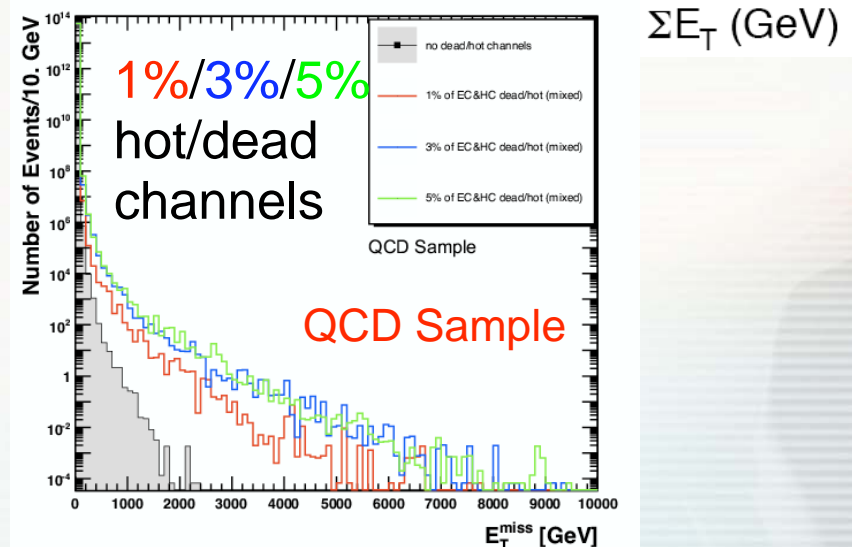 ΣE_T (GeV)
Number of Events/10. GeV
10^14
10^12
10^10
10^8
10^6
10^4
10^2
1
10^-2
10^-4
1%/3%/5%
hot/dead
channels
no dead/hot channels
1% of EC&HC dead/hot (mixed)
3% of EC&HC dead/hot (mixed)
5% of EC&HC dead/hot (mixed)
QCD Sample
QCD Sample
0 1000 2000 3000 4000 5000 6000 7000 8000 9000 10000
E_T^miss [GeV]